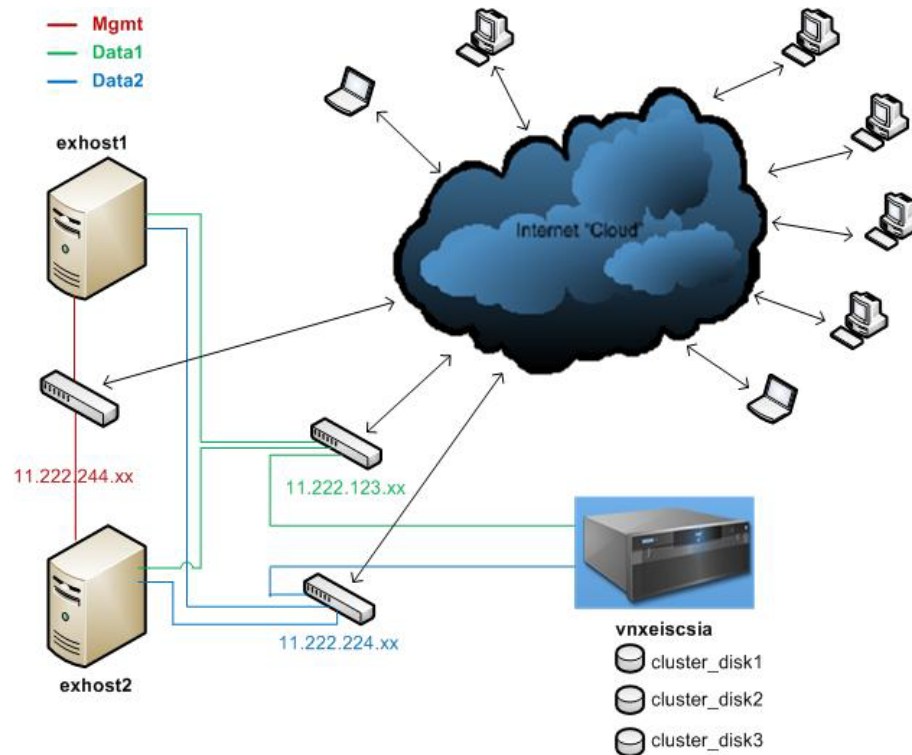 Mgmt
Data1
Data2
exhost1
Internet "Cloud"
11.222.244.xx
11.222.123.xx
11.222.224.xx
exhost2
vnxeiscsia
cluster_disk1
cluster_disk2
cluster_disk3